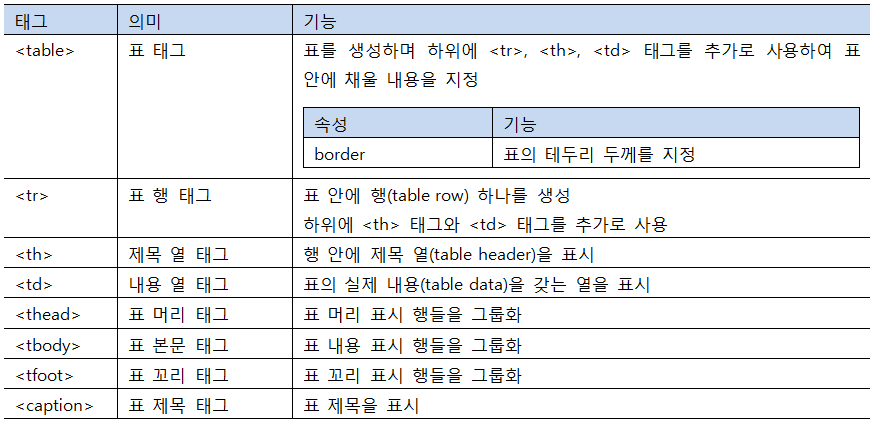 태그 의미 기능
<table> 표 태그 표를 생성하며 하위에 <tr>, <th>, <td> 태그를 추가로 사용하여 표
안에 채울 내용을 지정
속성 기능
border 표의 테두리 두께를 지정
<tr> 표 행 태그 표 안에 행(table row) 하나를 생성
하위에 <th> 태그와 <td> 태그를 추가로 사용
<th> 제목 열 태그 행 안에 제목 열(table header)을 표시
<td> 내용 열 태그 표의 실제 내용(table data)을 갖는 열을 표시
<thead> 표 머리 태그 표 머리 표시 행들을 그룹화
<tbody> 표 본문 태그 표 내용 표시 행들을 그룹화
<tfoot> 표 꼬리 태그 표 꼬리 표시 행들을 그룹화
<caption> 표 제목 태그 표 제목을 표시